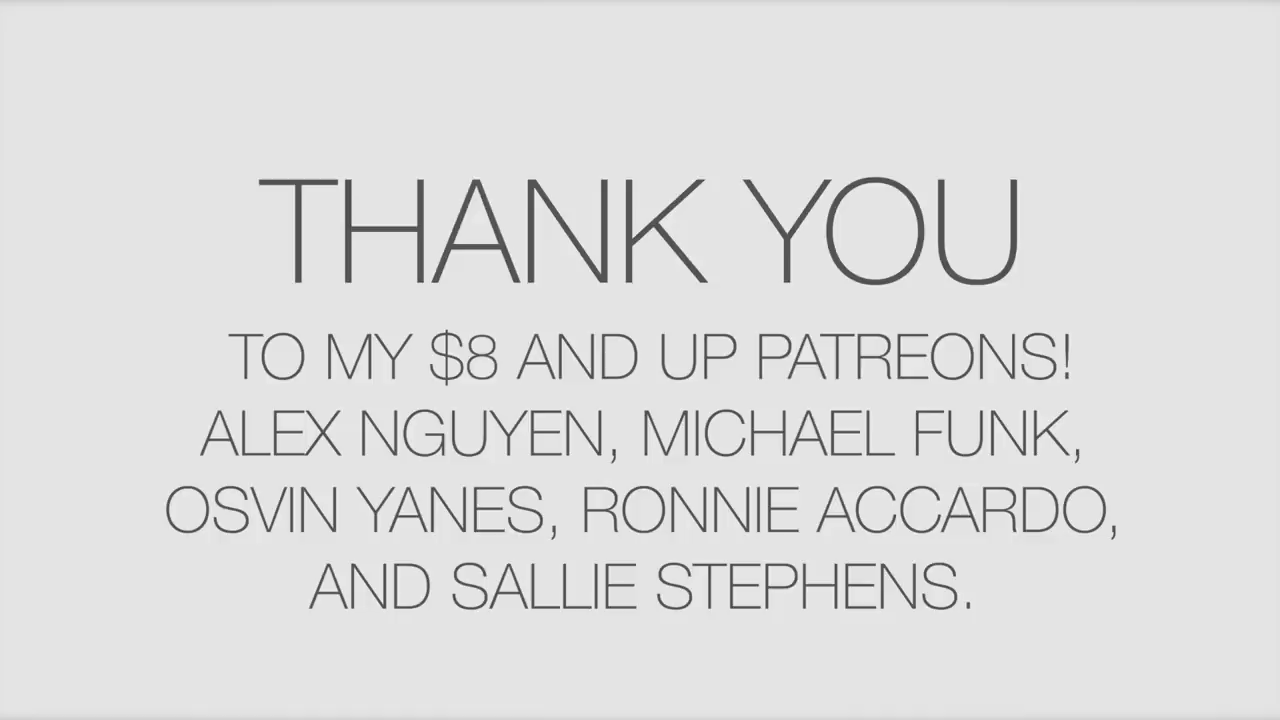 THANK YOU
TO MY $8 AND UP PATREONS!
ALEX NGUYEN, MICHAEL FUNK,
OSVIN YANES, RONNIE ACCARDO,
AND SALLIE STEPHENS.